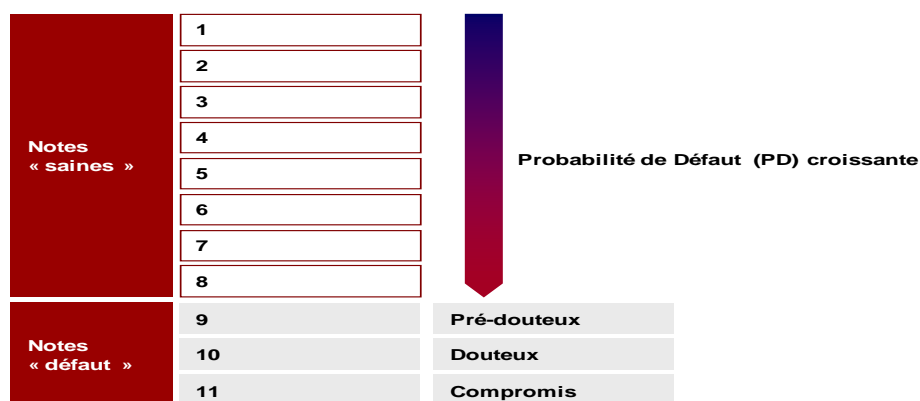 Notes
« saines »
1
2
3
4
5
6
7
8
Probabilité de Défaut (PD) croissante
Notes
« défaut »
9 Pré-douteux
10 Douteux
11 Compromis